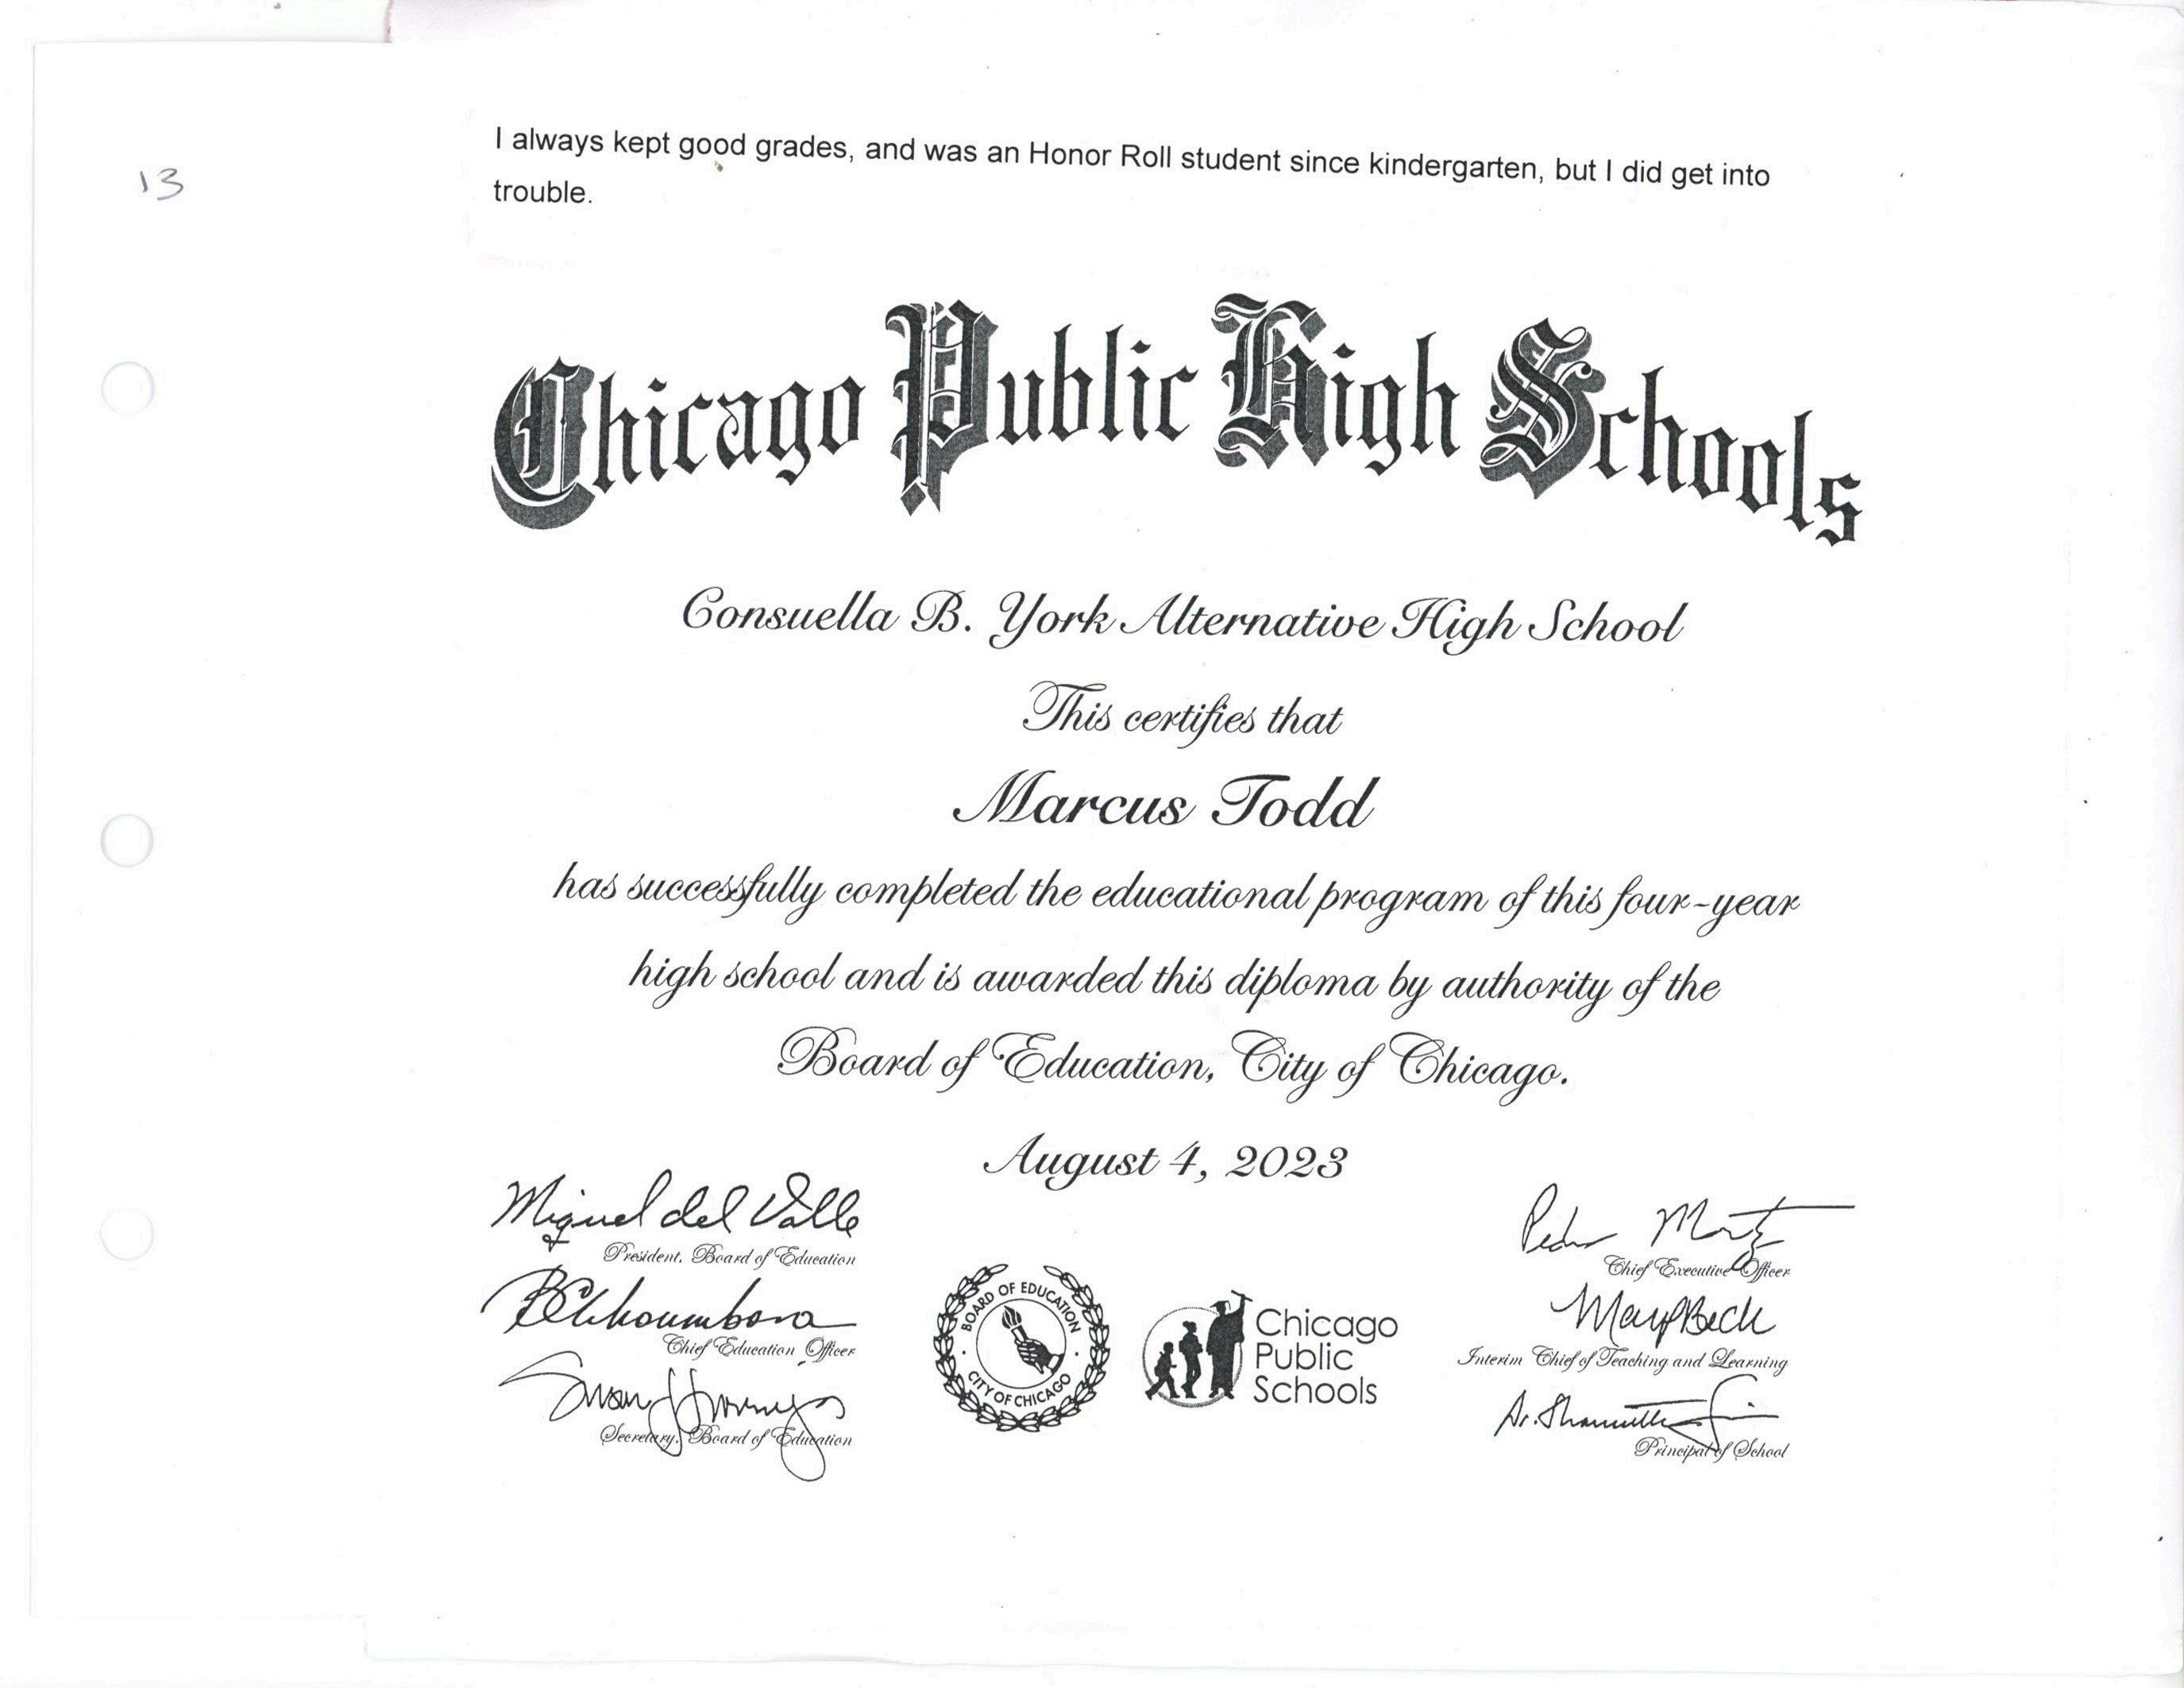 13
I always kept good grades, and was an Honor Roll student since kindergarten, but I did get into
trouble.
Chicago Public High Schools
Consuella B. York Alternative High School
This certifies that
Marcus Todd
has successfully completed the educational program of this four-year
high school and is awarded this diploma by authority of the
Board of Education, City of Chicago.
August 4, 2023
Miguel del Valle
President, Board of Education
Chief Education Officer
Secretary, Board of Education
BOARD OF EDUCATION
CITY OF CHICAGO
Chicago
Public
Schools
Pedro
Chief Executive Officer
Mary Beck
Interim Chief of Teaching and Learning
Principal of School